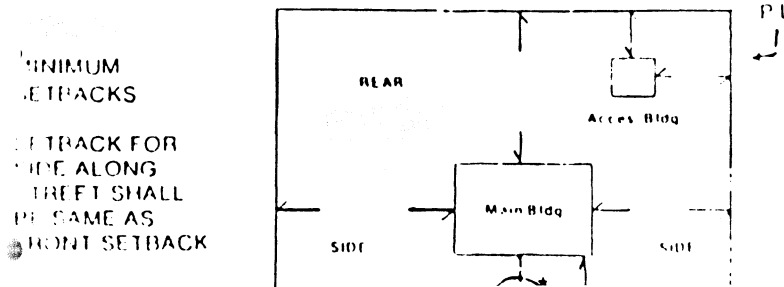 MINIMUM
SETBACKS
SETBACK FOR
SIDE ALONG
STREET SHALL
BE SAME AS
FRONT SETBACK
REAR
Acces. Bldg
Main Bldg
SIDE
SIDE
PL